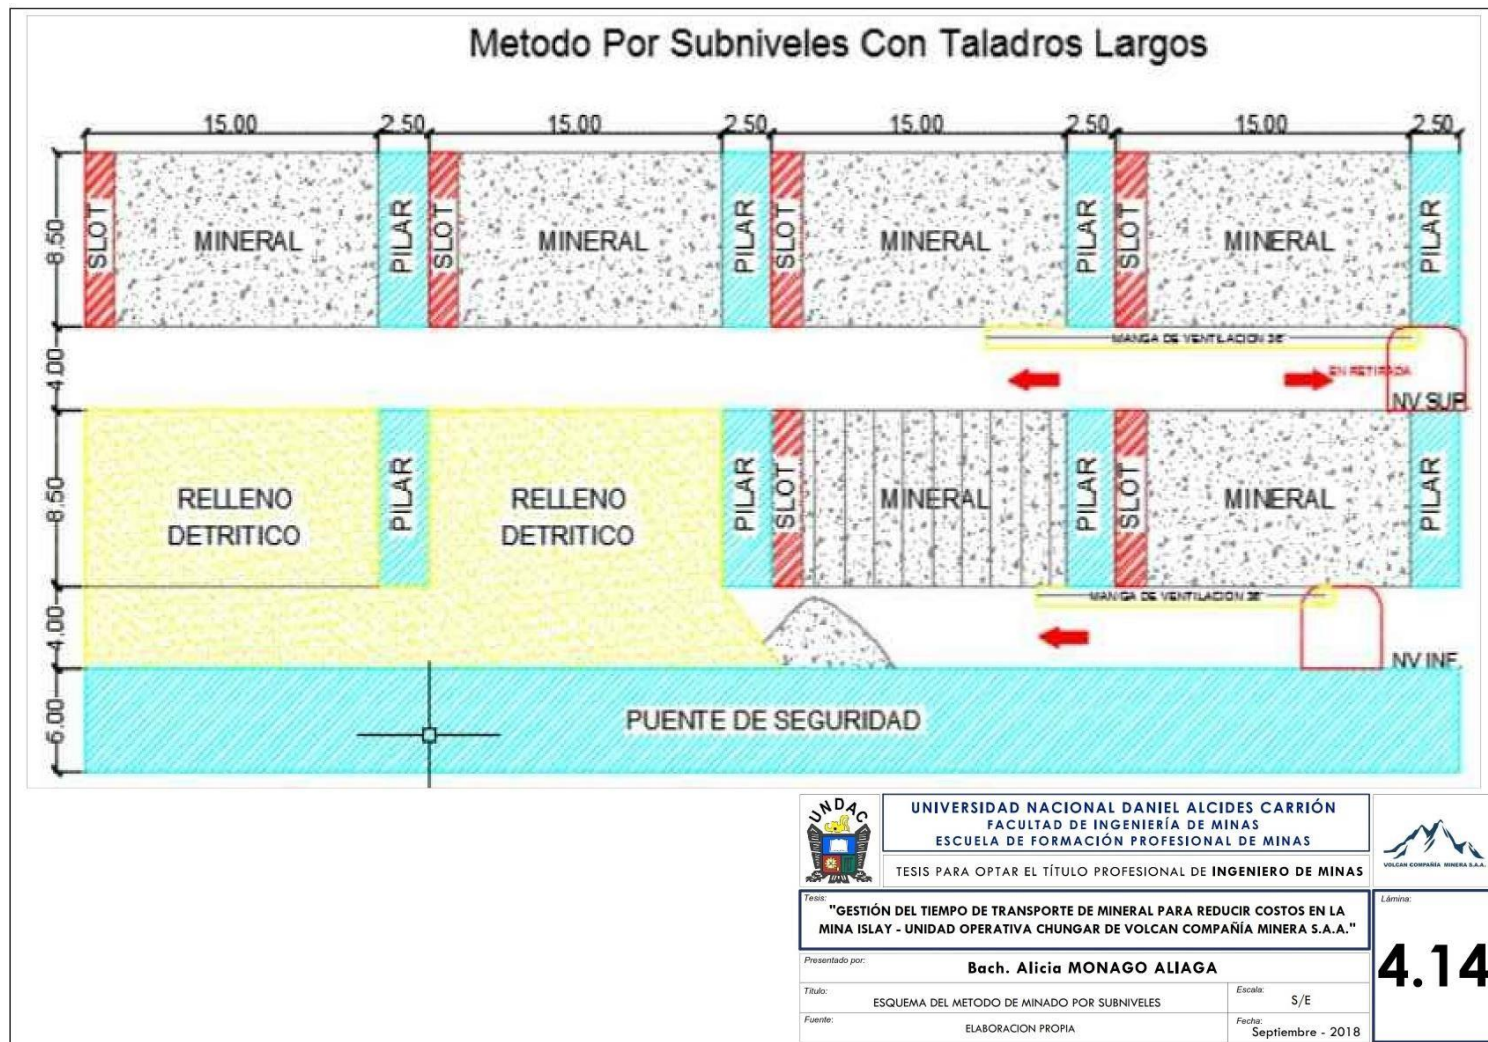 Metodo Por Subniveles Con Taladros Largos
15.00 2.50 15.00 2.50 15.00 2.50 15.00 2.50
8.50
SLOT MINERAL PILAR SLOT MINERAL PILAR SLOT MINERAL PILAR SLOT MINERAL PILAR
4.00
MANGA DE VENTILACION 36"
EN RETIRADA
NV SUP.
8.50
RELLENO DETRITICO PILAR RELLENO DETRITICO PILAR SLOT MINERAL PILAR SLOT MINERAL PILAR
4.00
MANGA DE VENTILACION 36"
NV INF.
5.00
PUENTE DE SEGURIDAD
UNDAC
UNIVERSIDAD NACIONAL DANIEL ALCIDES CARRIÓN
FACULTAD DE INGENIERÍA DE MINAS
ESCUELA DE FORMACIÓN PROFESIONAL DE MINAS
TESIS PARA OPTAR EL TÍTULO PROFESIONAL DE INGENIERO DE MINAS
VOLCAN COMPAÑÍA MINERA S.A.A.
Tesis:
"GESTIÓN DEL TIEMPO DE TRANSPORTE DE MINERAL PARA REDUCIR COSTOS EN LA
MINA ISLAY - UNIDAD OPERATIVA CHUNGAR DE VOLCAN COMPAÑÍA MINERA S.A.A."
Lámina:
4.14
Presentado por:
Bach. Alicia MONAGO ALIAGA
Título:
ESQUEMA DEL METODO DE MINADO POR SUBNIVELES
Escala:
S/E
Fuente:
ELABORACION PROPIA
Fecha:
Septiembre - 2018